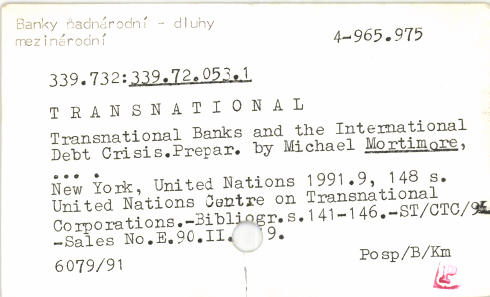 Banky nadnárodní - dluhy
mezinárodní
4-965.975
339.732:339.72.053.1
T R A N S N A T I O N A L
Transnational Banks and the International
Debt Crisis.Prepar. by Michael Mortimore,
... .
New York, United Nations 1991.9, 148 s.
United Nations Centre on Transnational
Corporations.-Bibliogr.s.141-146.-ST/CTC/9
-Sales No.E.90.II. 9.
6079/91
Posp/B/Km